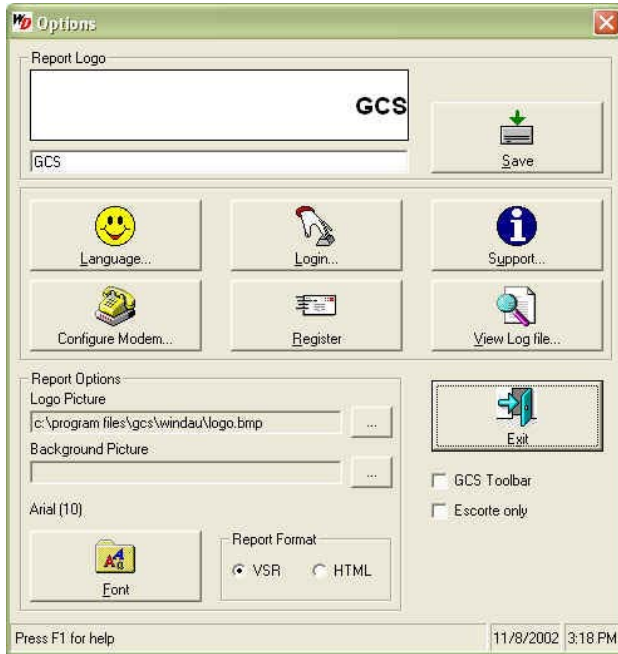 WD Options
Report Logo
GCS
GCS
Save
Language...
Login...
Support...
Configure Modem...
Register
View Log file...
Report Options
Logo Picture
c:\program files\gcs\windau\logo.bmp
...
Background Picture
...
Arial (10)
Font
Report Format
VSR
HTML
Exit
GCS Toolbar
Escorte only
Press F1 for help
11/8/2002
3:18 PM